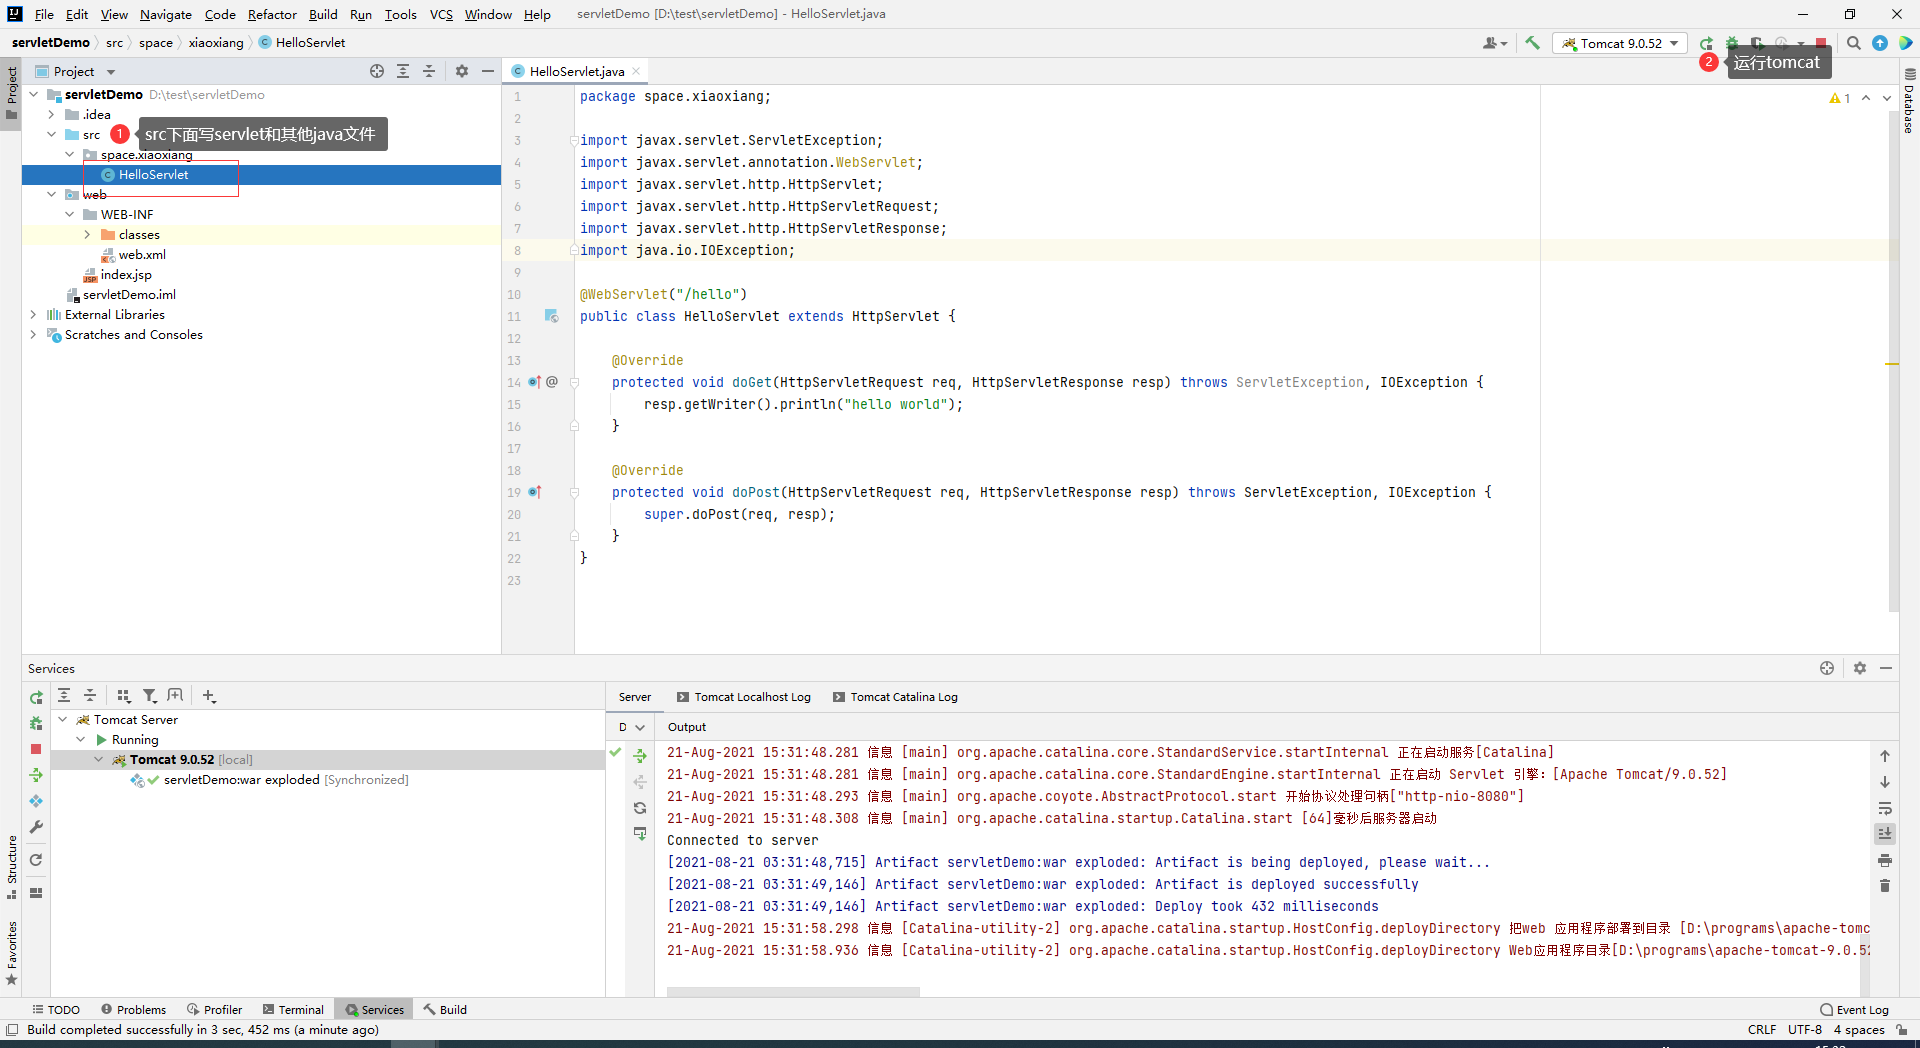 File Edit View Navigate Code Refactor Build Run Tools VCS Window Help servletDemo [D:\test\servletDemo] - HelloServlet.java
servletDemo src space xiaoxiang HelloServlet
Tomcat 9.0.52
2 运行tomcat
Project
HelloServlet.java
Project
servletDemo D:\test\servletDemo
.idea
src
1 src下面写servlet和其他java文件
space.xiaoxiang
HelloServlet
web
WEB-INF
classes
web.xml
index.jsp
servletDemo.iml
External Libraries
Scratches and Consoles
1 package space.xiaoxiang;
2
3 import javax.servlet.ServletException;
4 import javax.servlet.annotation.WebServlet;
5 import javax.servlet.http.HttpServlet;
6 import javax.servlet.http.HttpServletRequest;
7 import javax.servlet.http.HttpServletResponse;
8 import java.io.IOException;
9
10 @WebServlet("/hello")
11 public class HelloServlet extends HttpServlet {
12
13 @Override
14 @ protected void doGet(HttpServletRequest req, HttpServletResponse resp) throws ServletException, IOException {
15 resp.getWriter().println("hello world");
16 }
17
18 @Override
19 protected void doPost(HttpServletRequest req, HttpServletResponse resp) throws ServletException, IOException {
20 super.doPost(req, resp);
21 }
22 }
23
1
Database
Services
Tomcat Server
Running
Tomcat 9.0.52 [local]
servletDemo:war exploded [Synchronized]
Server Tomcat Localhost Log Tomcat Catalina Log
D Output
21-Aug-2021 15:31:48.281 信息 [main] org.apache.catalina.core.StandardService.startInternal 正在启动服务[Catalina]
21-Aug-2021 15:31:48.281 信息 [main] org.apache.catalina.core.StandardEngine.startInternal 正在启动 Servlet 引擎：[Apache Tomcat/9.0.52]
21-Aug-2021 15:31:48.293 信息 [main] org.apache.coyote.AbstractProtocol.start 开始协议处理句柄["http-nio-8080"]
21-Aug-2021 15:31:48.308 信息 [main] org.apache.catalina.startup.Catalina.start [64]毫秒后服务器启动
Connected to server
[2021-08-21 03:31:48,715] Artifact servletDemo:war exploded: Artifact is being deployed, please wait...
[2021-08-21 03:31:49,146] Artifact servletDemo:war exploded: Artifact is deployed successfully
[2021-08-21 03:31:49,146] Artifact servletDemo:war exploded: Deploy took 432 milliseconds
21-Aug-2021 15:31:58.298 信息 [Catalina-utility-2] org.apache.catalina.startup.HostConfig.deployDirectory 把web 应用程序部署到目录 [D:\programs\apache-tomc
21-Aug-2021 15:31:58.936 信息 [Catalina-utility-2] org.apache.catalina.startup.HostConfig.deployDirectory Web应用程序目录[D:\programs\apache-tomcat-9.0.52
Structure
Favorites
TODO Problems Profiler Terminal Services Build Event Log
Build completed successfully in 3 sec, 452 ms (a minute ago) CRLF UTF-8 4 spaces